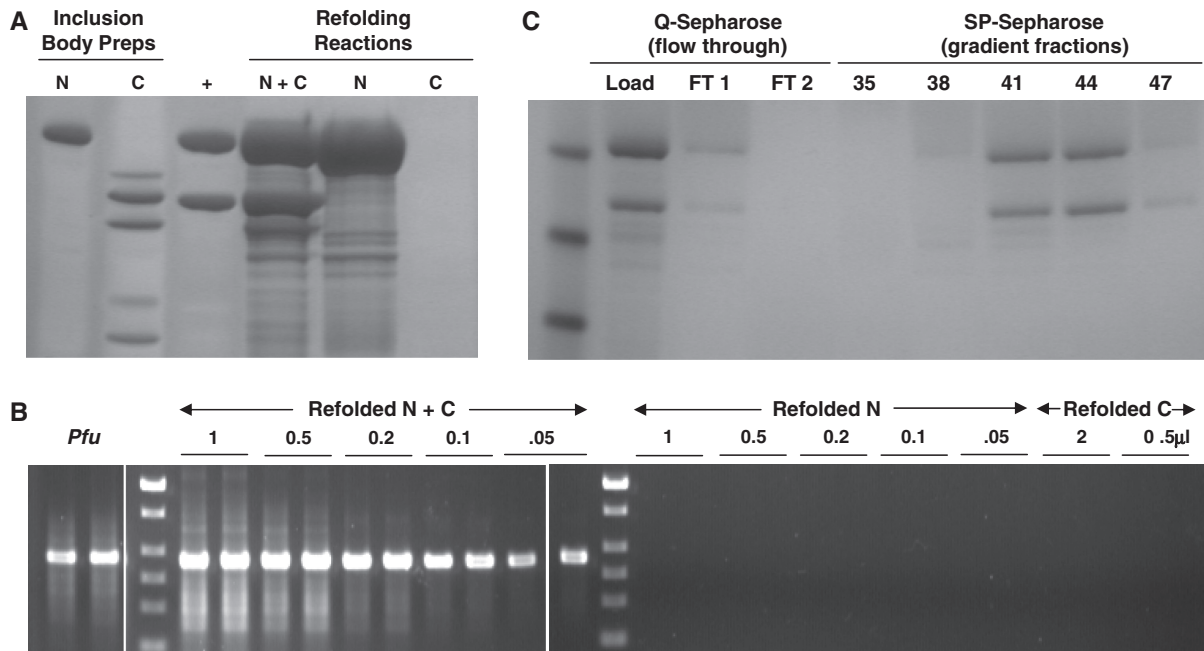 A
Inclusion
Body Preps
Refolding
Reactions
N C + N + C N C
C
Q-Sepharose
(flow through)
SP-Sepharose
(gradient fractions)
Load FT 1 FT 2 35 38 41 44 47
B
Pfu
Refolded N + C
1 0.5 0.2 0.1 .05
Refolded N
1 0.5 0.2 0.1 .05
Refolded C
2 0 .5µl